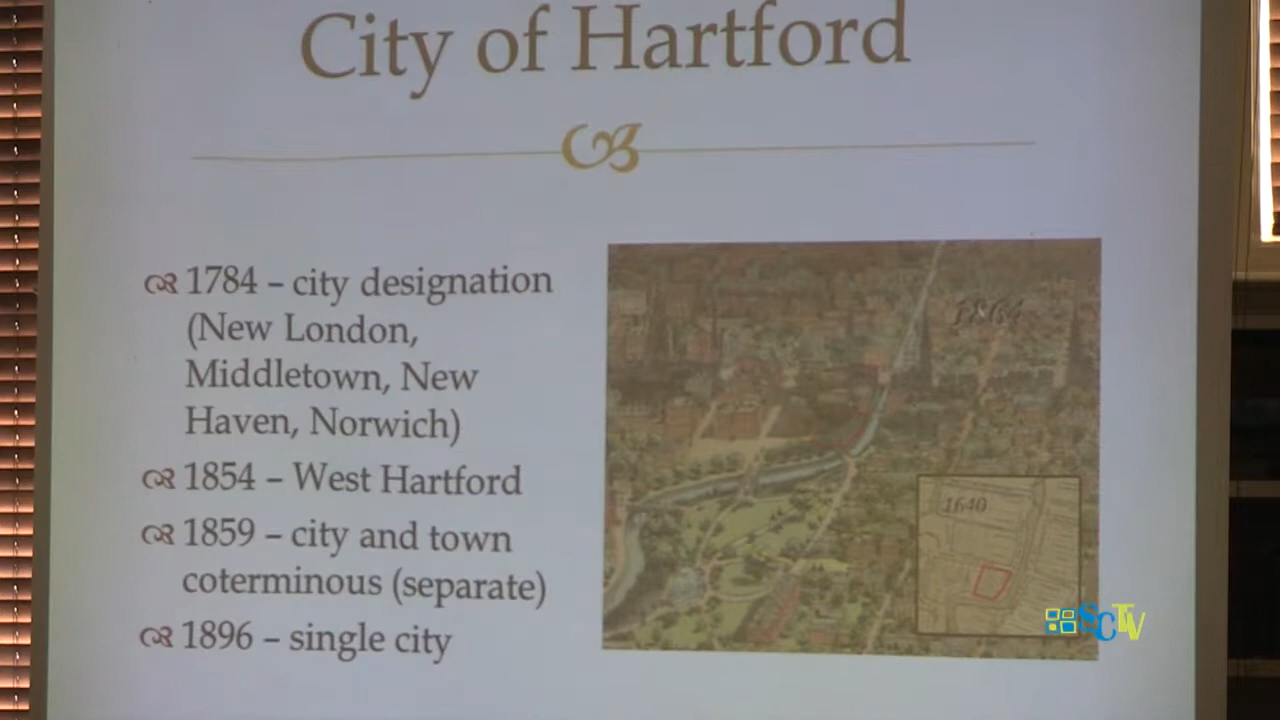 City of Hartford
1784 – city designation
(New London,
Middletown, New
Haven, Norwich)
1854 – West Hartford
1859 – city and town
coterminous (separate)
1896 – single city
1864
1640
SCTV